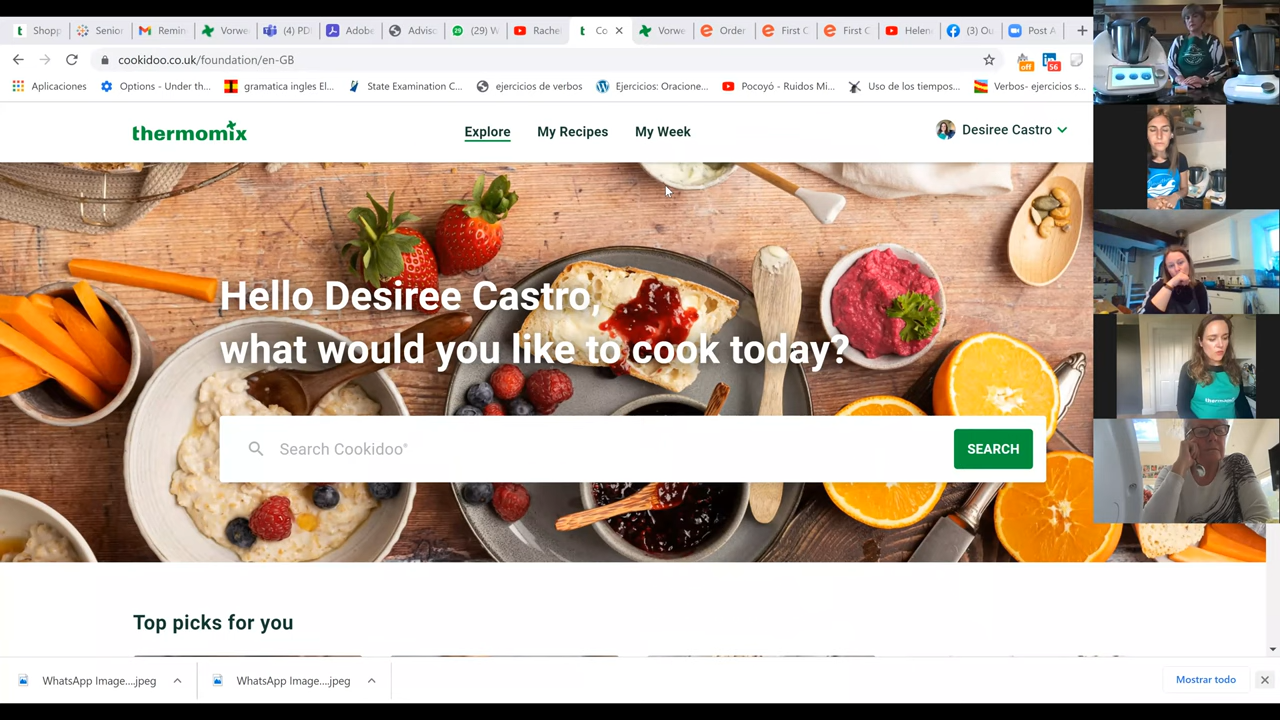 Shopp
Senio
Remin
Vorwe
(4) PD
Adob
Advis
(29) W
Rache
Co
Vorwe
Order
First C
First C
Helen
(3) Ou
Post A
cookidoo.co.uk/foundation/en-GB
off
56
Aplicaciones
Options - Under th...
gramatica ingles El...
State Examination C...
ejercicios de verbos
Ejercicios: Oracione...
Pocoyó - Ruidos Mi...
Uso de los tiempos...
Verbos- ejercicios s...
thermomix
Explore
My Recipes
My Week
Desiree Castro
Hello Desiree Castro,
what would you like to cook today?
Search Cookidoo®
SEARCH
Top picks for you
WhatsApp Image....jpeg
WhatsApp Image....jpeg
Mostrar todo